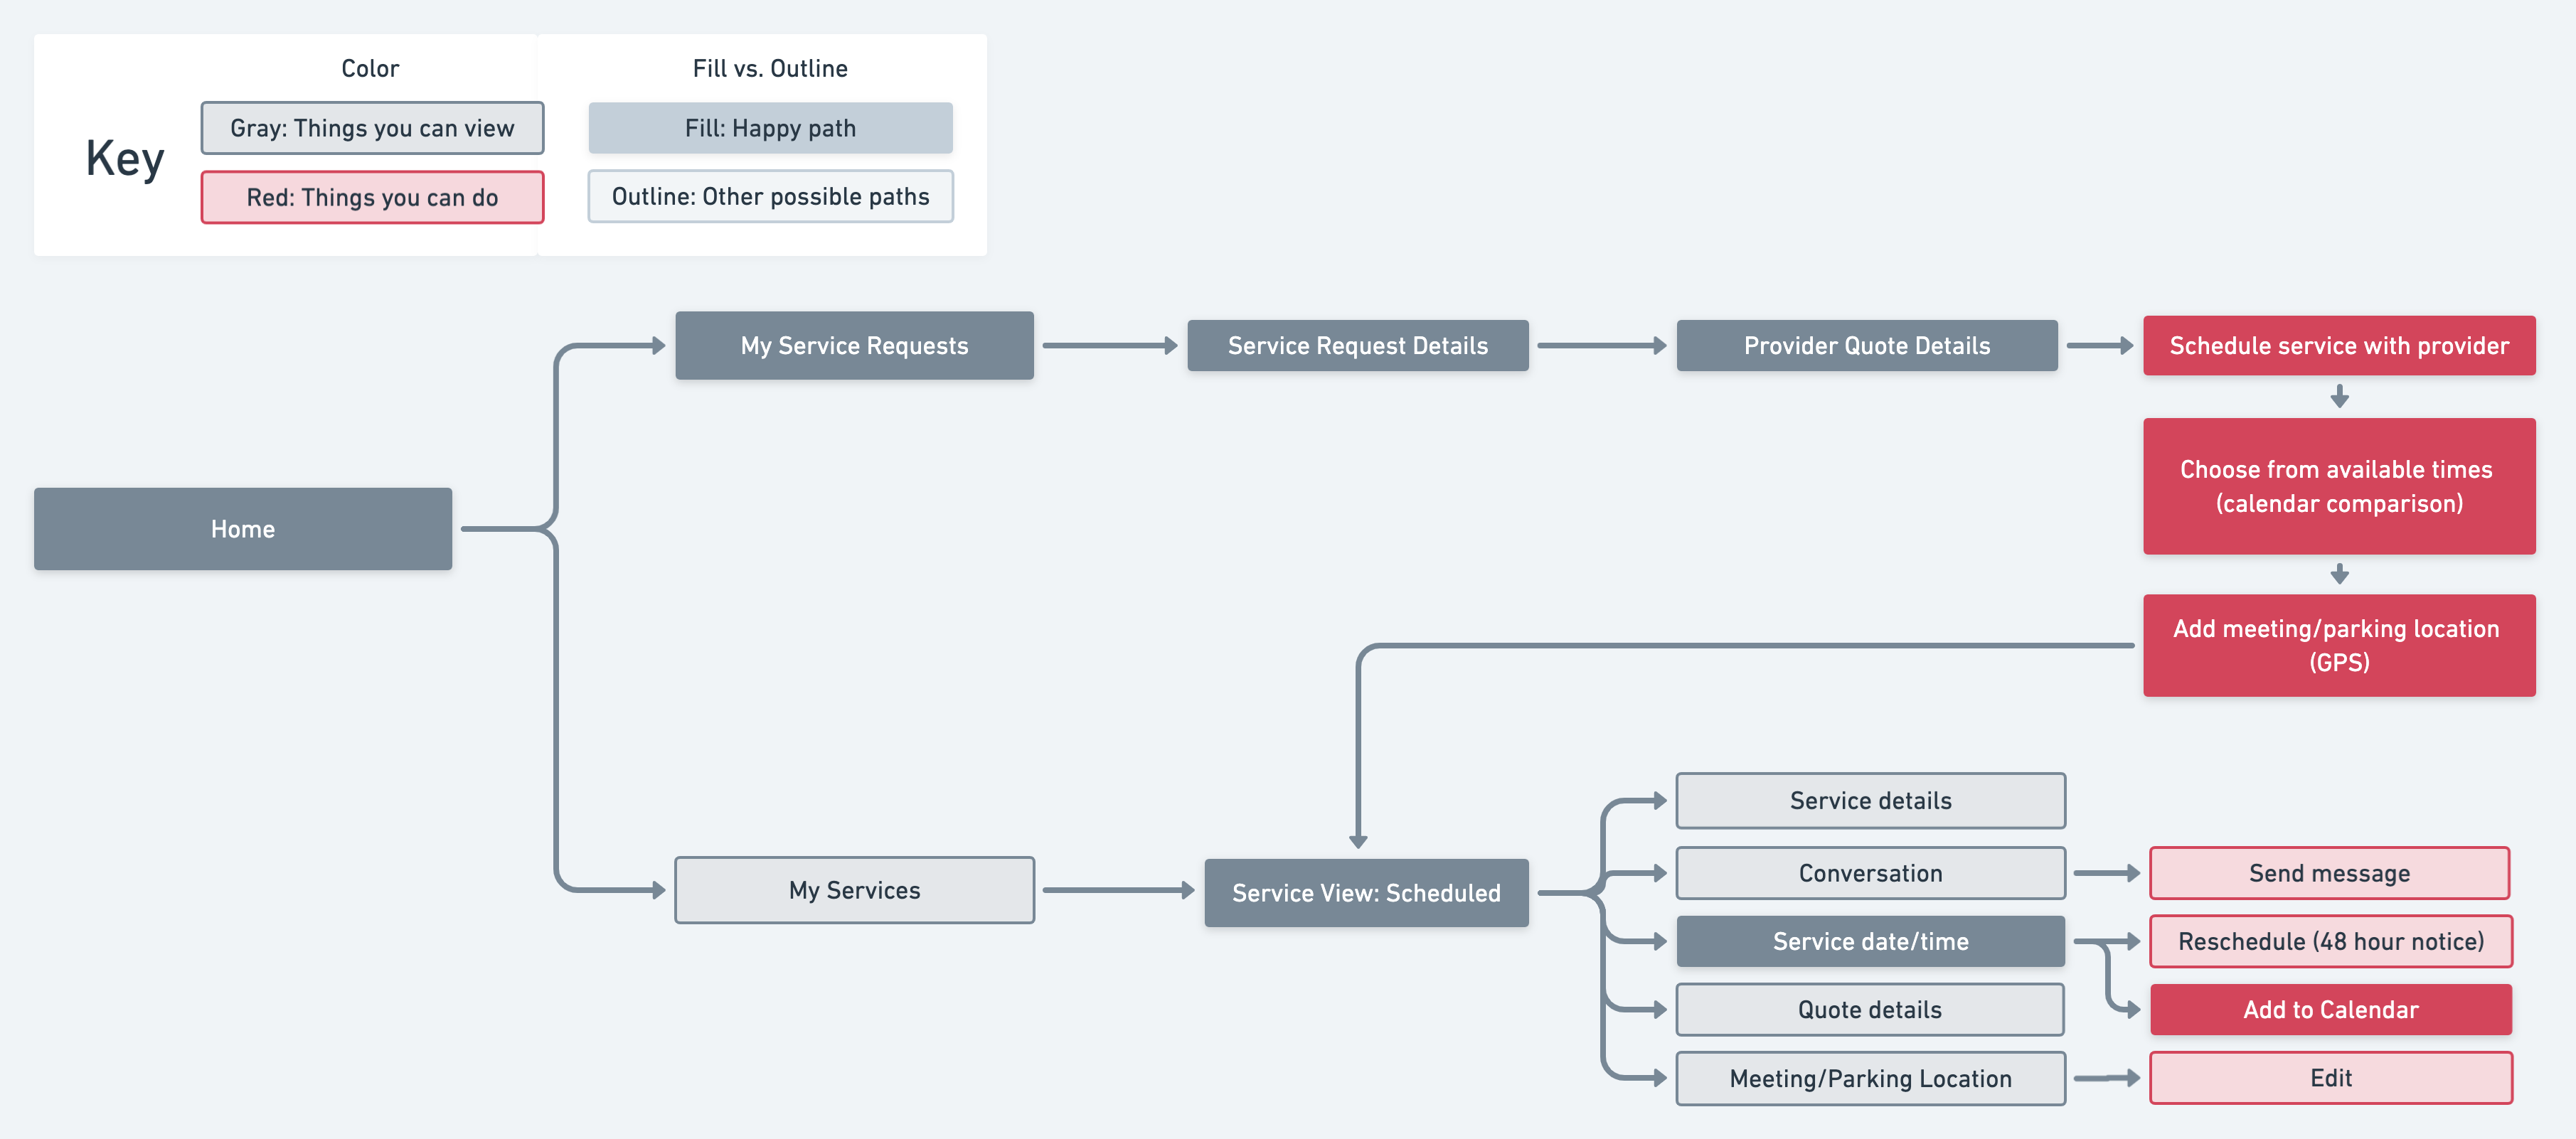 Key
Color
Gray: Things you can view
Red: Things you can do
Fill vs. Outline
Fill: Happy path
Outline: Other possible paths
Home
My Service Requests
Service Request Details
Provider Quote Details
Schedule service with provider
Choose from available times
(calendar comparison)
Add meeting/parking location
(GPS)
My Services
Service View: Scheduled
Service details
Conversation
Send message
Service date/time
Reschedule (48 hour notice)
Add to Calendar
Quote details
Meeting/Parking Location
Edit